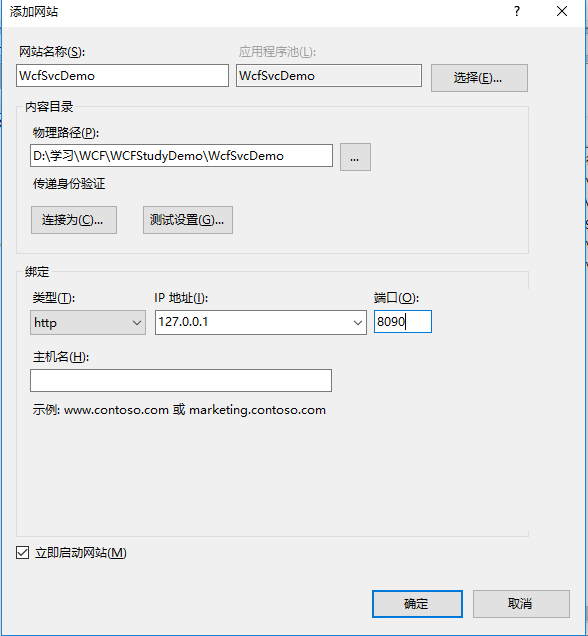 添加网站
?
网站名称(S):
应用程序池(L):
WcfSvcDemo
WcfSvcDemo
选择(E)...
内容目录
物理路径(P):
D:\学习\WCF\WCFStudyDemo\WcfSvcDemo
...
传递身份验证
连接为(C)...
测试设置(G)...
绑定
类型(T):
IP 地址(I):
端口(O):
http
127.0.0.1
8090
主机名(H):
示例: www.contoso.com 或 marketing.contoso.com
立即启动网站(M)
确定
取消